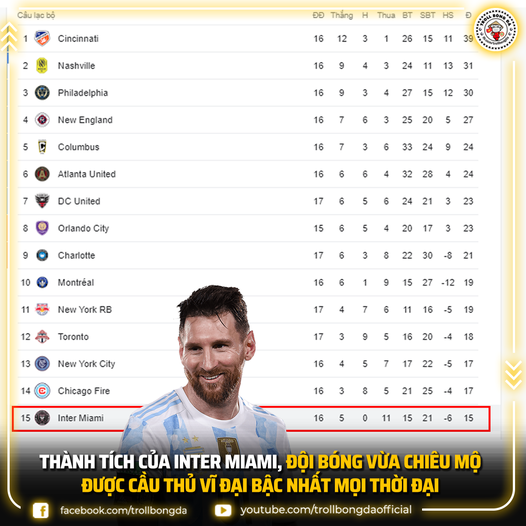 Câu lạc bộ ĐĐ Thắng H Thua BT SBT HS Đ
1 Cincinnati 16 12 3 1 26 15 11 39
2 Nashville 16 9 4 3 24 11 13 31
3 Philadelphia 16 9 3 4 27 15 12 30
4 New England 16 7 6 3 25 20 5 27
5 Columbus 16 7 3 6 33 24 9 24
6 Atlanta United 16 6 6 4 32 28 4 24
7 DC United 17 6 5 6 24 21 3 23
8 Orlando City 15 6 5 4 20 17 3 23
9 Charlotte 17 6 3 8 22 30 -8 21
10 Montréal 16 6 1 9 15 27 -12 19
11 New York RB 17 4 7 6 11 16 -5 19
12 Toronto 17 3 9 5 16 20 -4 18
13 New York City 16 4 5 7 17 22 -5 17
14 Chicago Fire 16 3 8 5 21 25 -4 17
15 Inter Miami 16 5 0 11 15 21 -6 15
TROLL BONG DA
THÀNH TÍCH CỦA INTER MIAMI, ĐỘI BÓNG VỪA CHIÊU MỘ
ĐƯỢC CẦU THỦ VĨ ĐẠI BẬC NHẤT MỌI THỜI ĐẠI
facebook.com/trollbongda youtube.com/trollbongdaofficial